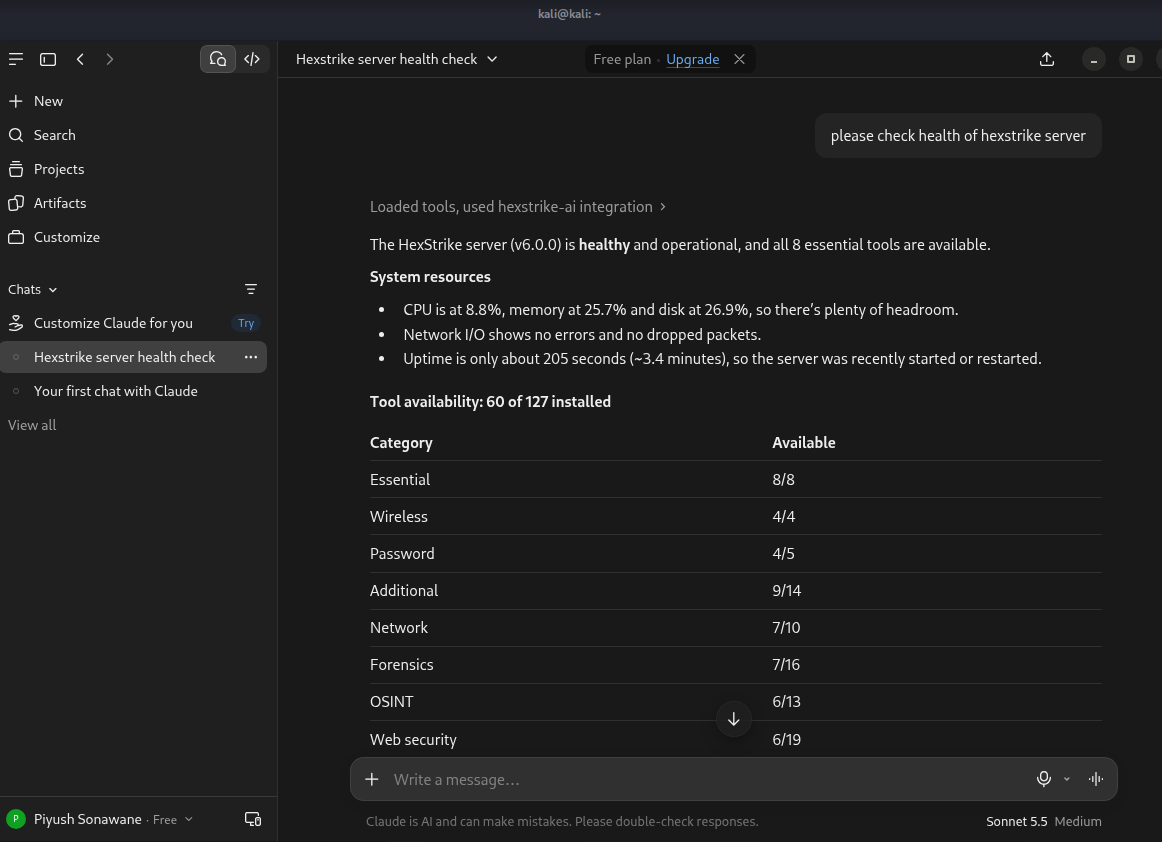 kali@kali: ~
Hexstrike server health check
Free plan · Upgrade
New
Search
Projects
Artifacts
Customize
Chats
Customize Claude for you Try
Hexstrike server health check
Your first chat with Claude
View all
please check health of hexstrike server
Loaded tools, used hexstrike-ai integration
The HexStrike server (v6.0.0) is healthy and operational, and all 8 essential tools are available.
System resources
• CPU is at 8.8%, memory at 25.7% and disk at 26.9%, so there’s plenty of headroom.
• Network I/O shows no errors and no dropped packets.
• Uptime is only about 205 seconds (~3.4 minutes), so the server was recently started or restarted.
Tool availability: 60 of 127 installed
Category Available
Essential 8/8
Wireless 4/4
Password 4/5
Additional 9/14
Network 7/10
Forensics 7/16
OSINT 6/13
Web security 6/19
Write a message…
P Piyush Sonawane · Free
Claude is AI and can make mistakes. Please double-check responses.
Sonnet 5.5 Medium